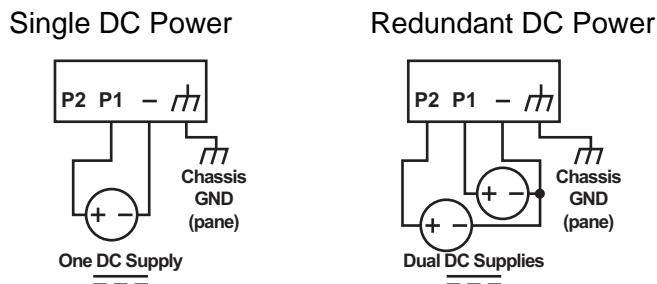 Single DC Power
P2 P1 −
+ −
Chassis
GND
(pane)
One DC Supply
Redundant DC Power
P2 P1 −
+ −
+ −
Chassis
GND
(pane)
Dual DC Supplies